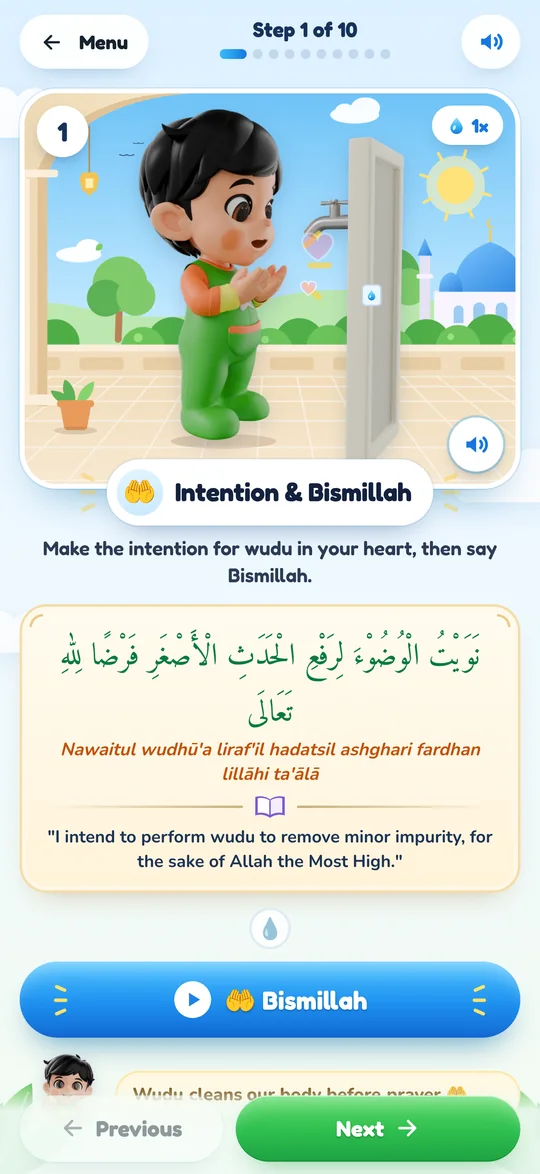 ← Menu
Step 1 of 10
1
1x
Intention & Bismillah
Make the intention for wudu in your heart, then say
Bismillah.
نَوَيْتُ الْوُضُوْءَ لِرَفْعِ الْحَدَثِ الْأَصْغَرِ فَرْضًا لِلّٰهِ
تَعَالَى
Nawaitul wudhū'a liraf'il hadatsil ashghari fardhan
lillāhi ta'ālā
"I intend to perform wudu to remove minor impurity, for
the sake of Allah the Most High."
🤲 Bismillah
Wudu cleans our body before prayer 🤲
← Previous
Next →